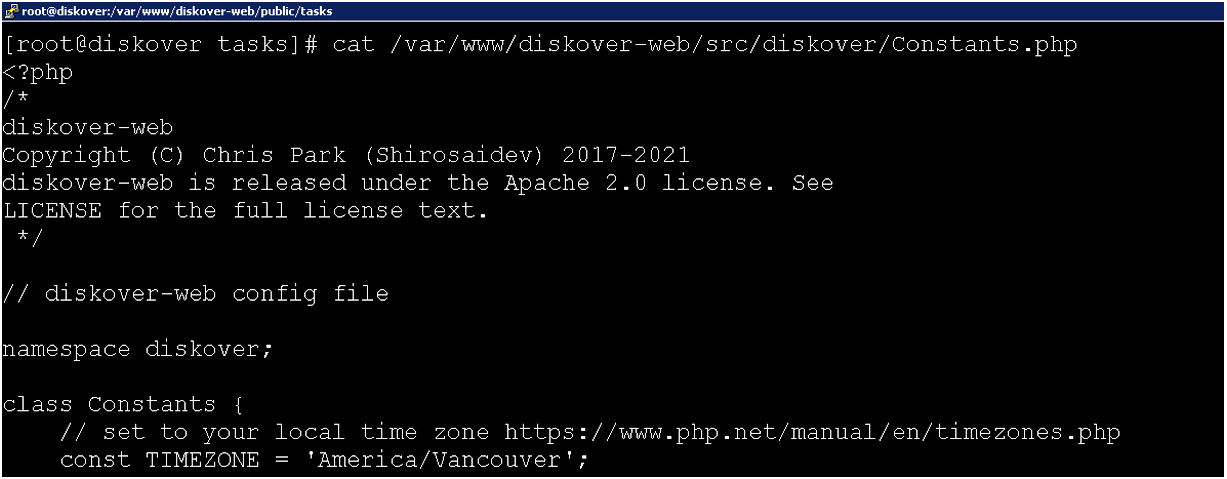 root@diskover:/var/www/diskover-web/public/tasks
[root@diskover tasks]# cat /var/www/diskover-web/src/diskover/Constants.php
<?php
/*
diskover-web
Copyright (C) Chris Park (Shirosaidev) 2017-2021
diskover-web is released under the Apache 2.0 license. See
LICENSE for the full license text.
 */
// diskover-web config file
namespace diskover;
class Constants {
    // set to your local time zone https://www.php.net/manual/en/timezones.php
    const TIMEZONE = 'America/Vancouver';